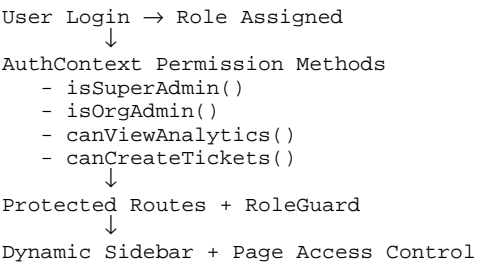 User Login → Role Assigned
↓
AuthContext Permission Methods
- isSuperAdmin()
- isOrgAdmin()
- canViewAnalytics()
- canCreateTickets()
↓
Protected Routes + RoleGuard
↓
Dynamic Sidebar + Page Access Control